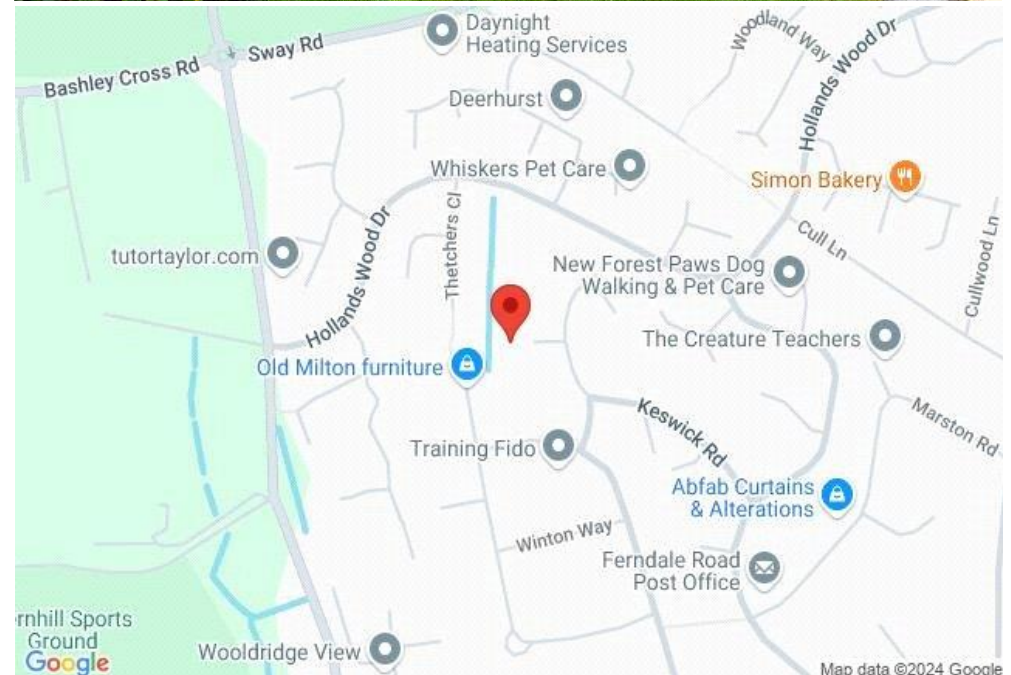 Daynight
Heating Services
Woodland Way
Hollands Wood Dr
Sway Rd
Bashley Cross Rd
Deerhurst
Whiskers Pet Care
Simon Bakery
Thetchers Cl
Hollands Wood Dr
tutortaylor.com
Cull Ln
Cullwood Ln
New Forest Paws Dog
Walking & Pet Care
The Creature Teachers
Old Milton furniture
Keswick Rd
Marston Rd
Training Fido
Abfab Curtains
& Alterations
Winton Way
Ferndale Road
Post Office
rnhill Sports
Ground
Google
Wooldridge View
Map data ©2024 Google